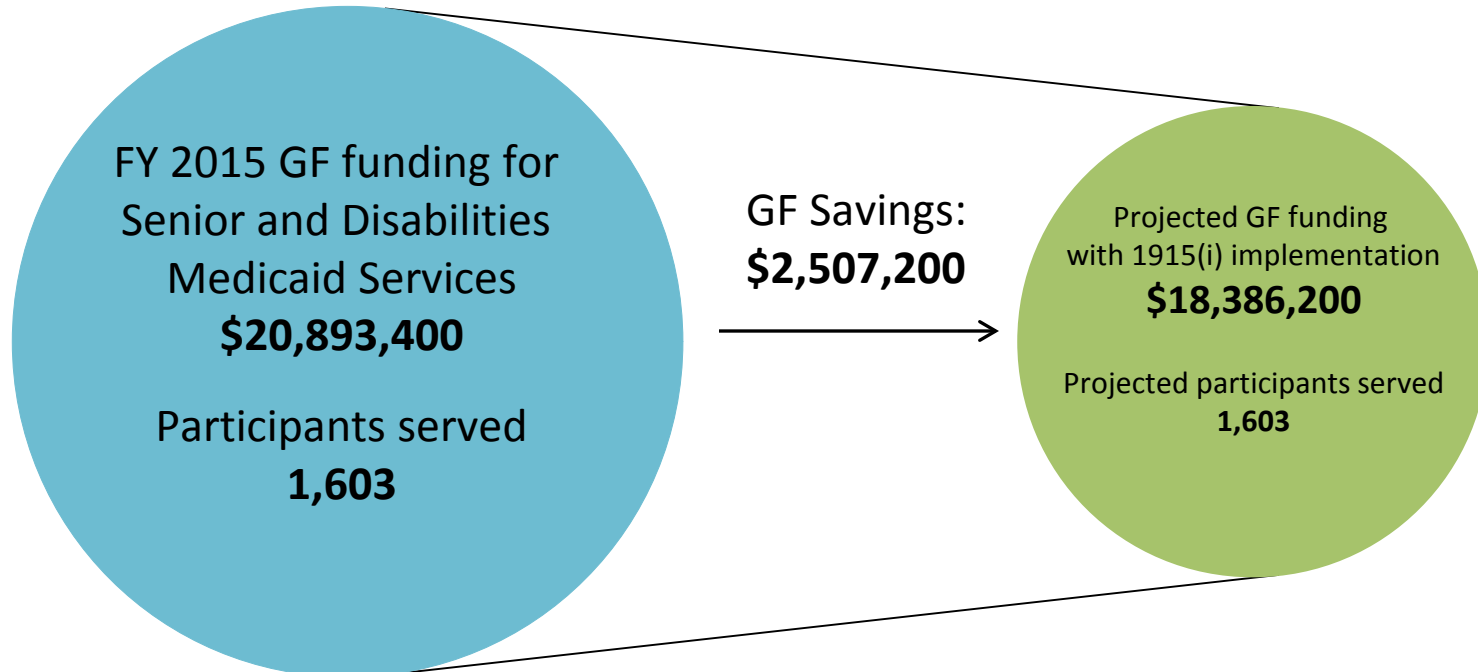 FY 2015 GF funding for
Senior and Disabilities
Medicaid Services
$20,893,400
Participants served
1,603
GF Savings:
$2,507,200
Projected GF funding
with 1915(i) implementation
$18,386,200
Projected participants served
1,603